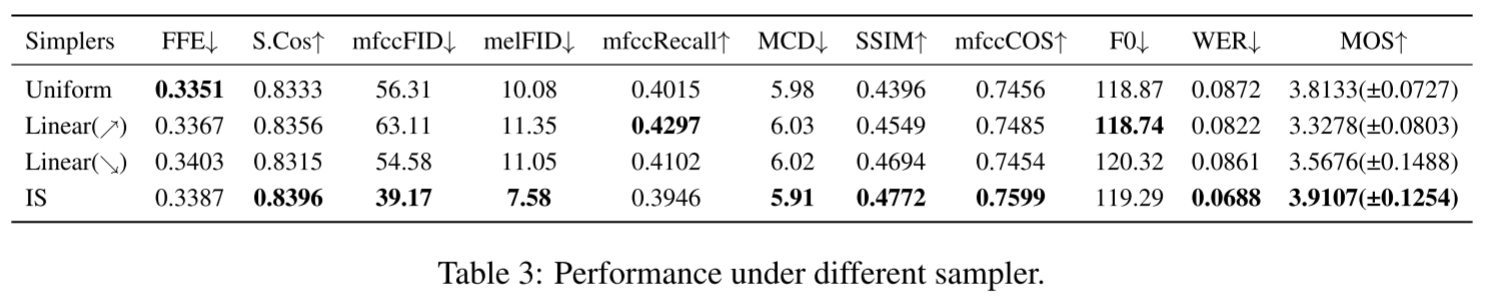 Simplers FFE↓ S.Cos↑ mfccFID↓ melFID↓ mfccRecall↑ MCD↓ SSIM↑ mfccCOS↑ F0↓ WER↓ MOS↑
Uniform 0.3351 0.8333 56.31 10.08 0.4015 5.98 0.4396 0.7456 118.87 0.0872 3.8133(±0.0727)
Linear(↗) 0.3367 0.8356 63.11 11.35 0.4297 6.03 0.4549 0.7485 118.74 0.0822 3.3278(±0.0803)
Linear(↘) 0.3403 0.8315 54.58 11.05 0.4102 6.02 0.4694 0.7454 120.32 0.0861 3.5676(±0.1488)
IS 0.3387 0.8396 39.17 7.58 0.3946 5.91 0.4772 0.7599 119.29 0.0688 3.9107(±0.1254)
Table 3: Performance under different sampler.